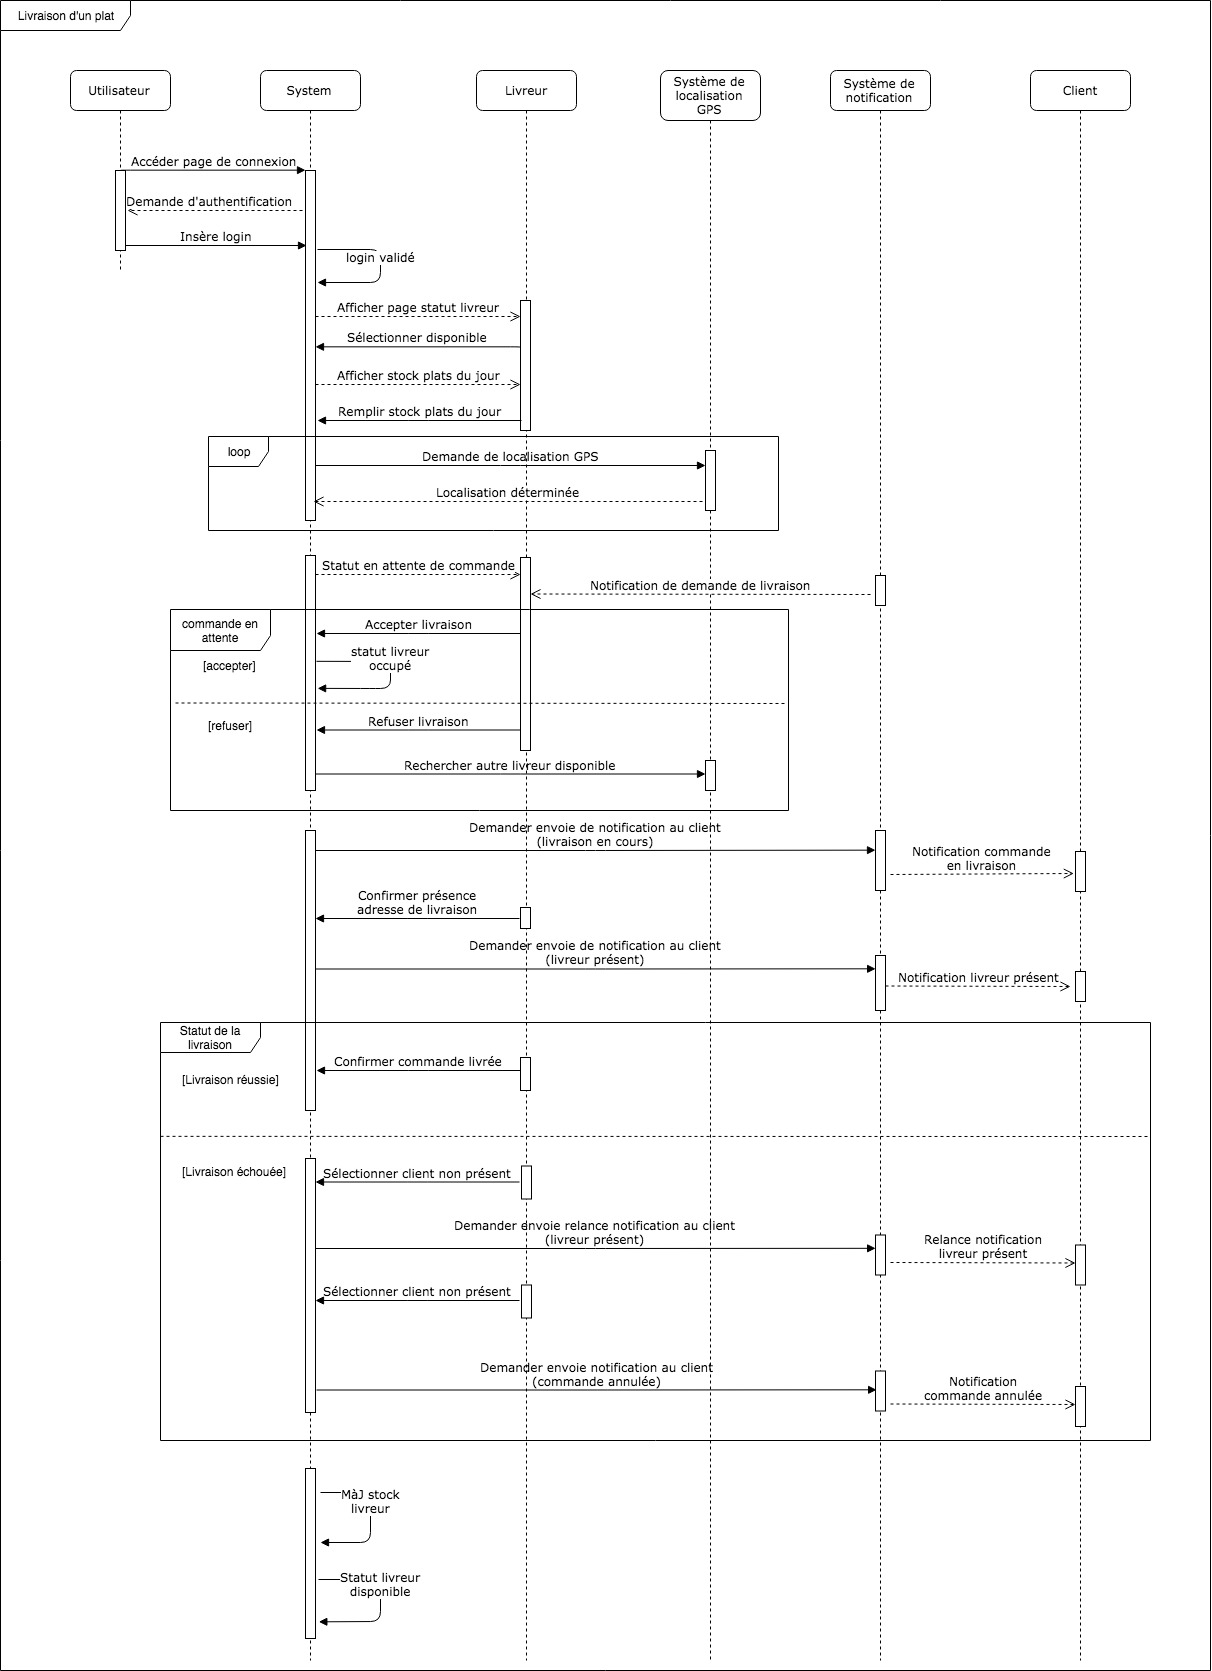 Livraison d'un plat
Utilisateur
System
Livreur
Système de
localisation
GPS
Système de
notification
Client
Accéder page de connexion
Demande d'authentification
Insère login
login validé
Afficher page statut livreur
Sélectionner disponible
Afficher stock plats du jour
Remplir stock plats du jour
loop
Demande de localisation GPS
Localisation déterminée
Statut en attente de commande
Notification de demande de livraison
commande en
attente
Accepter livraison
[accepter]
statut livreur
occupé
[refuser]
Refuser livraison
Rechercher autre livreur disponible
Demander envoie de notification au client
(livraison en cours)
Notification commande
en livraison
Confirmer présence
adresse de livraison
Demander envoie de notification au client
(livreur présent)
Notification livreur présent
Statut de la
livraison
Confirmer commande livrée
[Livraison réussie]
[Livraison échouée]
Sélectionner client non présent
Demander envoie relance notification au client
(livreur présent)
Relance notification
livreur présent
Sélectionner client non présent
Demander envoie notification au client
(commande annulée)
Notification
commande annulée
MàJ stock
livreur
Statut livreur
disponible